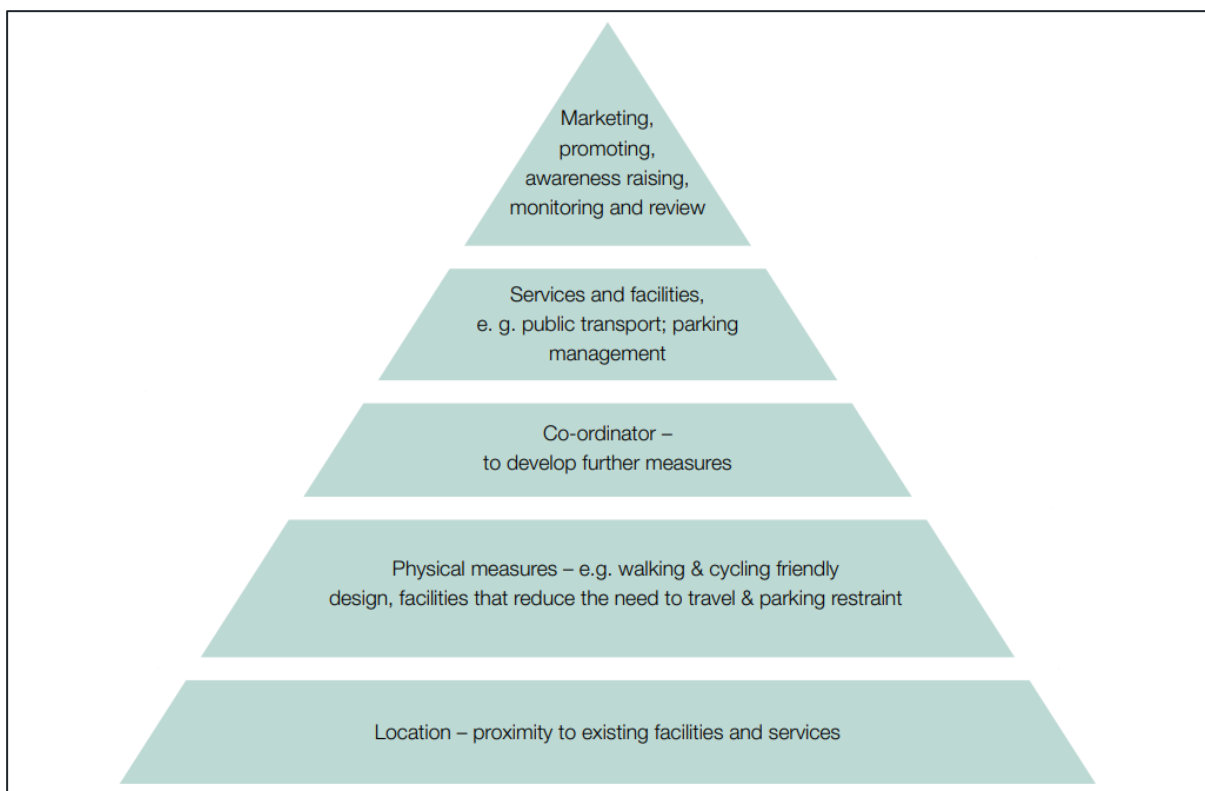 Marketing,
promoting,
awareness raising,
monitoring and review
Services and facilities,
e. g. public transport; parking
management
Co-ordinator –
to develop further measures
Physical measures – e.g. walking & cycling friendly
design, facilities that reduce the need to travel & parking restraint
Location – proximity to existing facilities and services